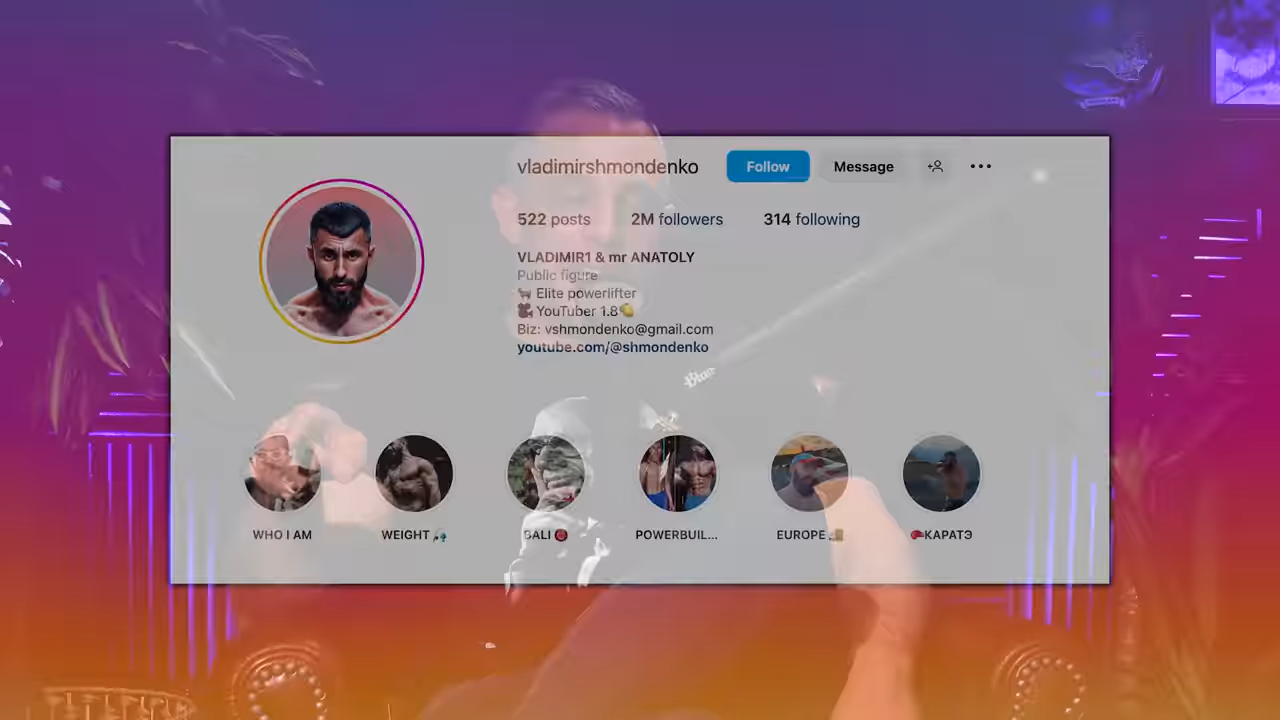 vladimirshmondenko Follow Message
522 posts 2M followers 314 following
VLADIMIR1 & mr ANATOLY
Public figure
Elite powerlifter
YouTuber 1.8
Biz: vshmondenko@gmail.com
youtube.com/@shmondenko
WHO I AM WEIGHT BALI POWERBUIL... EUROPE КАРАТЭ